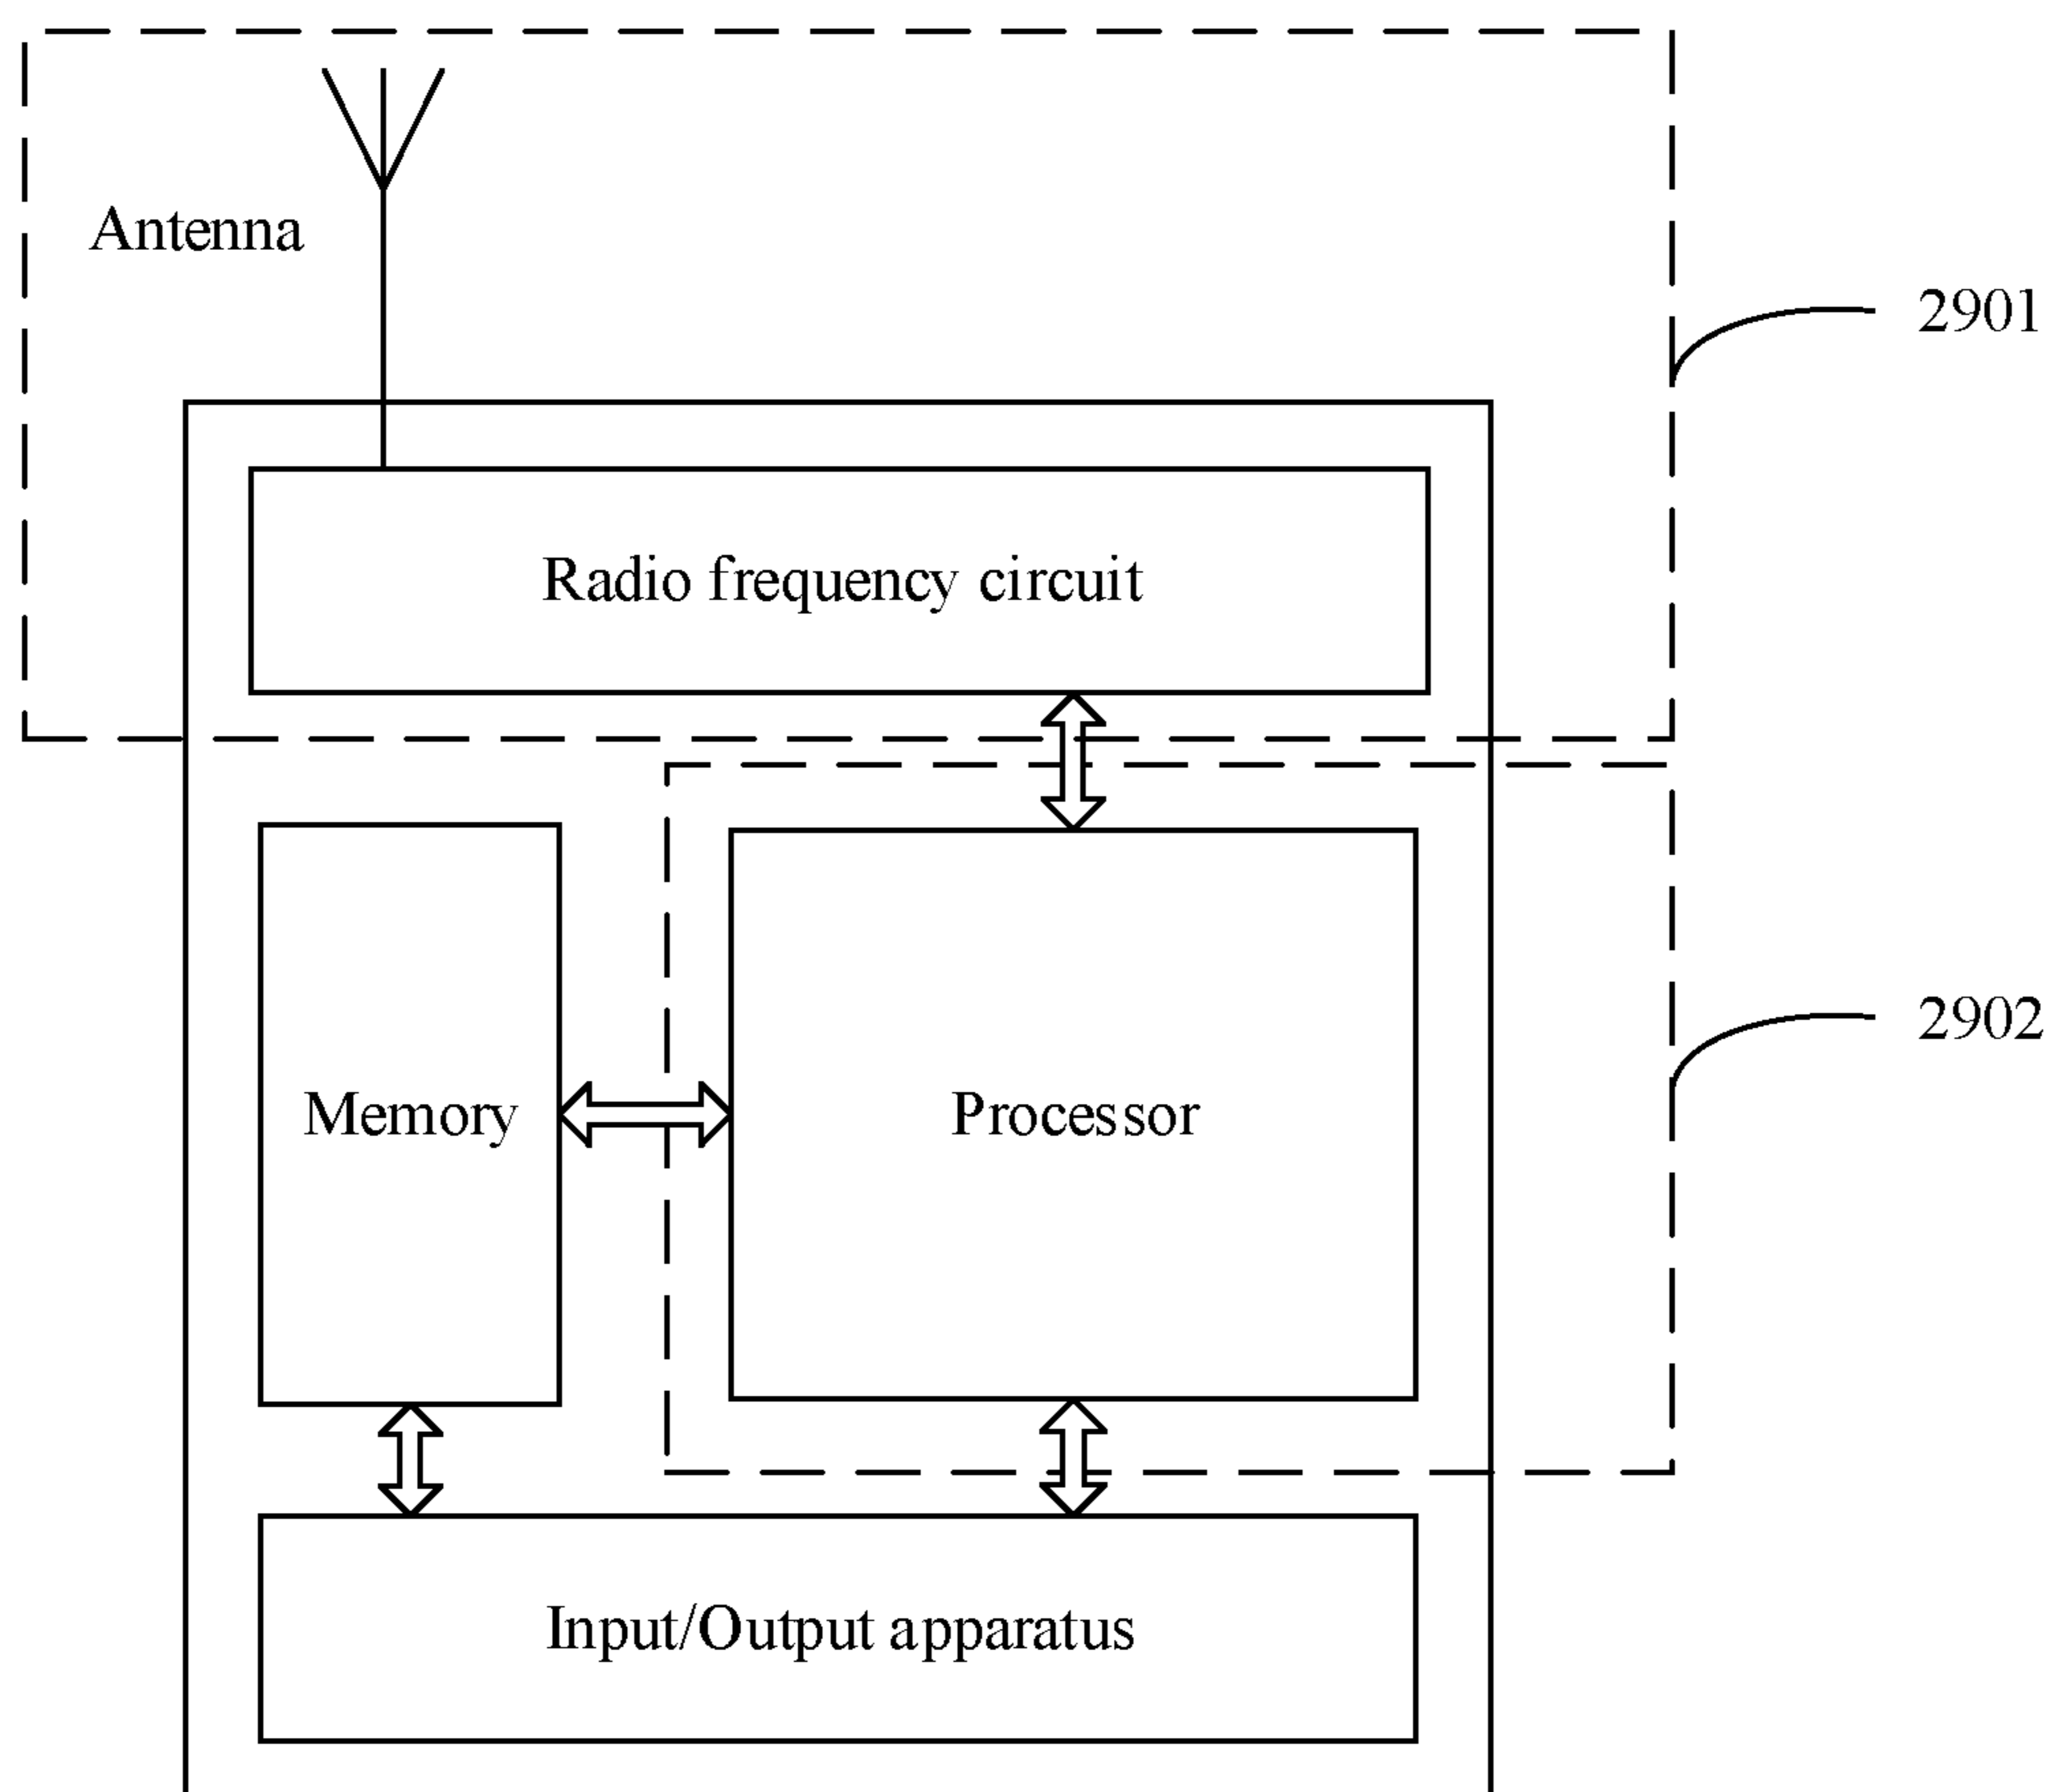 Antenna
2901
Radio frequency circuit
2902
Memory
Processor
Input/Output apparatus